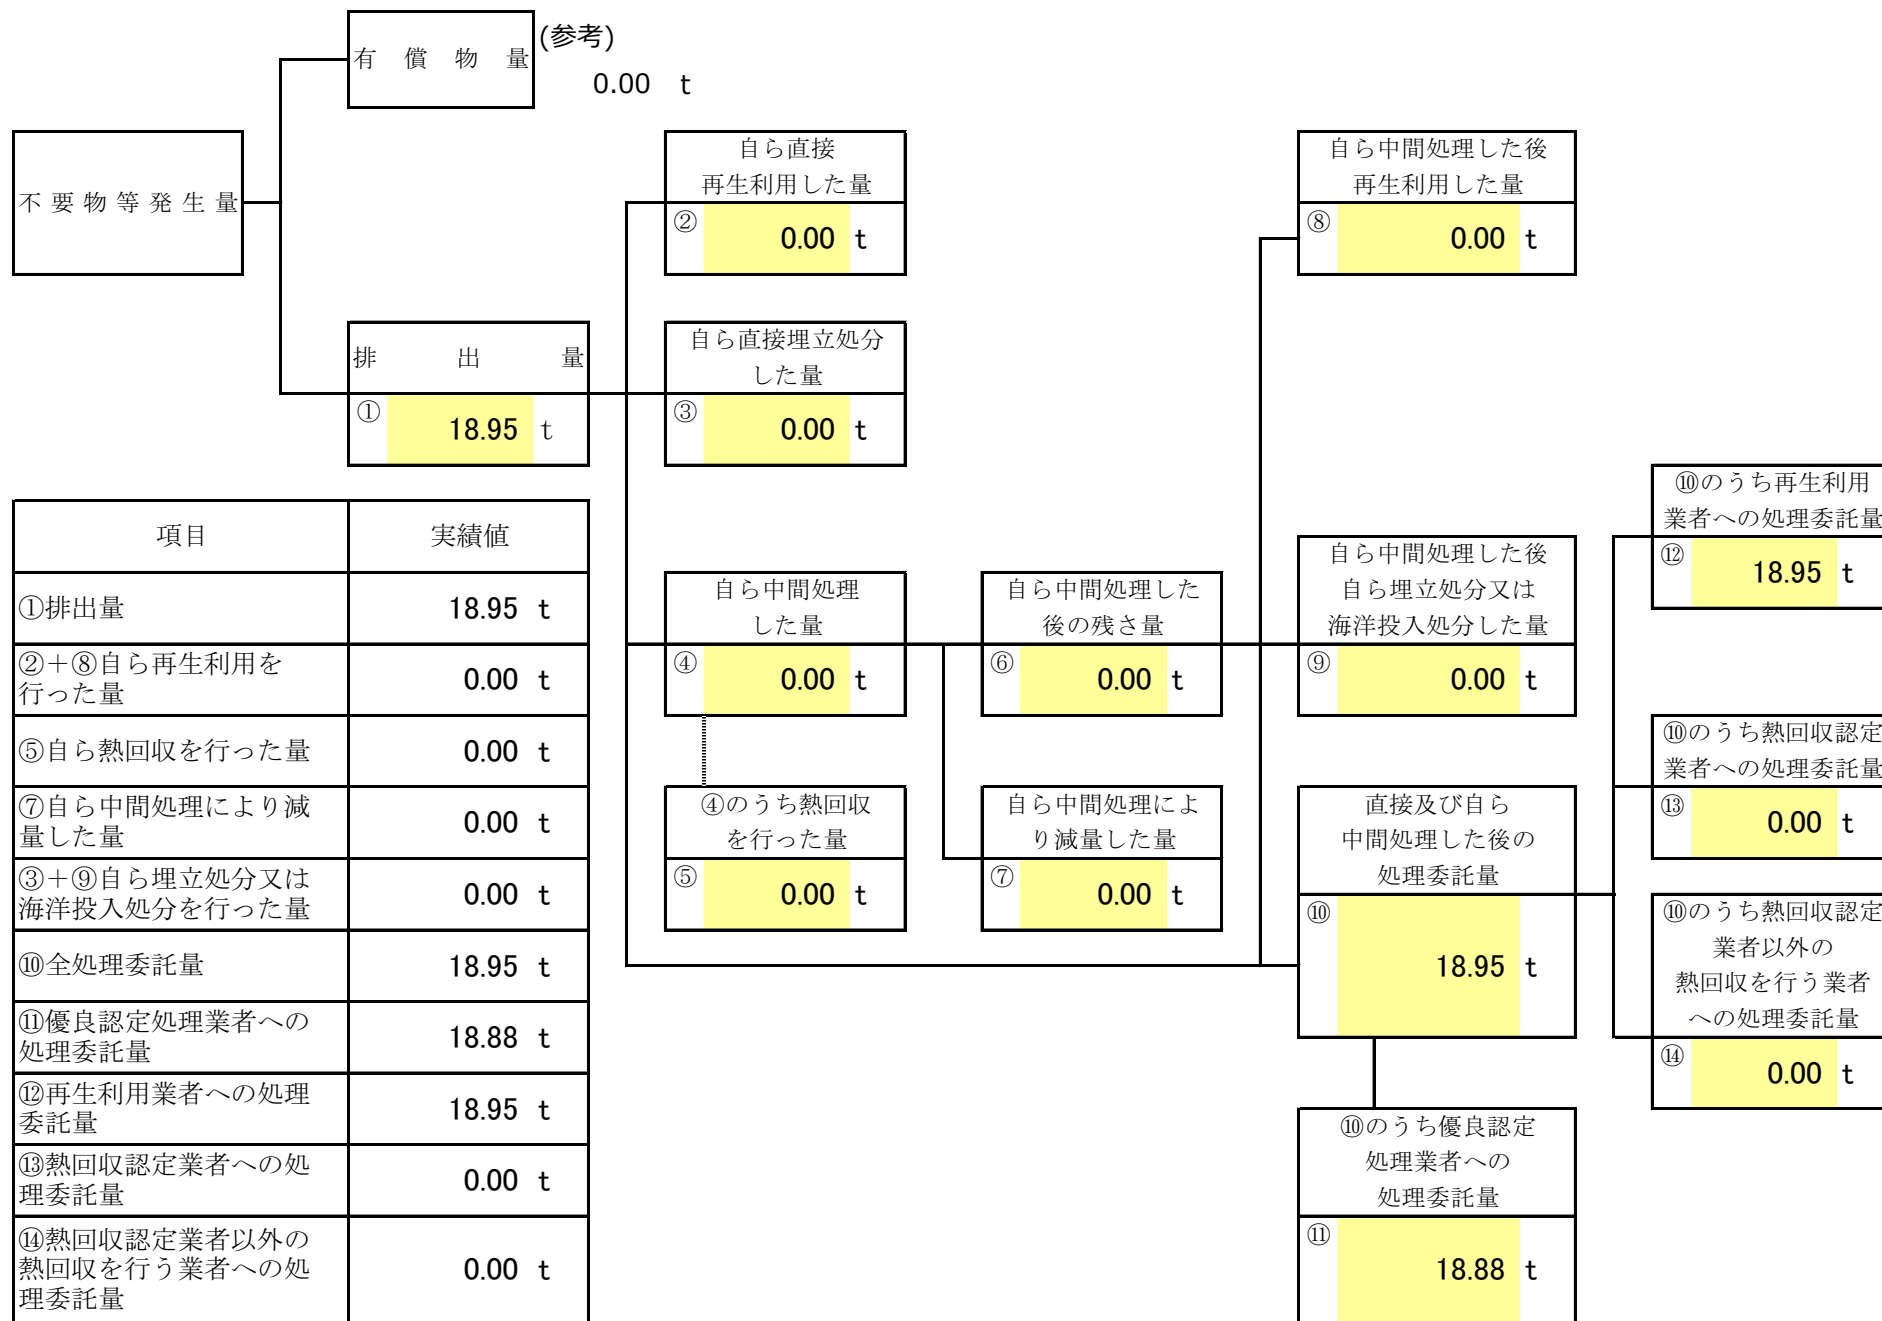 有償物量
(参考)
0.00 t
不要物等発生量
自ら直接
再生利用した量
② 0.00 t
自ら中間処理した後
再生利用した量
⑧ 0.00 t
排出量
① 18.95 t
自ら直接埋立処分
した量
③ 0.00 t
⑩のうち再生利用
業者への処理委託量
⑫ 18.95 t
自ら中間処理
した量
④ 0.00 t
自ら中間処理した
後の残さ量
⑥ 0.00 t
自ら中間処理した後
自ら埋立処分又は
海洋投入処分した量
⑨ 0.00 t
⑩のうち熱回収認定
業者への処理委託量
⑬ 0.00 t
④のうち熱回収
を行った量
⑤ 0.00 t
自ら中間処理によ
り減量した量
⑦ 0.00 t
直接及び自ら
中間処理した後の
処理委託量
⑩ 18.95 t
⑩のうち熱回収認定
業者以外の
熱回収を行う業者
への処理委託量
⑭ 0.00 t
⑩のうち優良認定
処理業者への
処理委託量
⑪ 18.88 t
項目 実績値
①排出量 18.95 t
②+⑧自ら再生利用を
行った量 0.00 t
⑤自ら熱回収を行った量 0.00 t
⑦自ら中間処理により減
量した量 0.00 t
③+⑨自ら埋立処分又は
海洋投入処分を行った量 0.00 t
⑩全処理委託量 18.95 t
⑪優良認定処理業者への
処理委託量 18.88 t
⑫再生利用業者への処理
委託量 18.95 t
⑬熱回収認定業者への処
理委託量 0.00 t
⑭熱回収認定業者以外の
熱回収を行う業者への処
理委託量 0.00 t